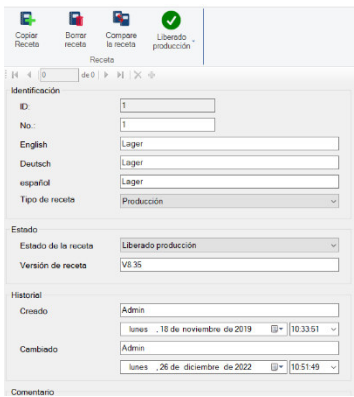 Copiar Borrar Compare Liberado
Receta receta la receta producción
Receta
0 de 0
Identificación
ID: 1
No.: 1
English Lager
Deutsch Lager
español Lager
Tipo de receta Producción
Estado
Estado de la receta Liberado producción
Versión de receta V8.35
Historial
Creado Admin
lunes , 18 de noviembre de 2019 10:33:51
Cambiado Admin
lunes , 26 de diciembre de 2022 10:51:49
Comentario